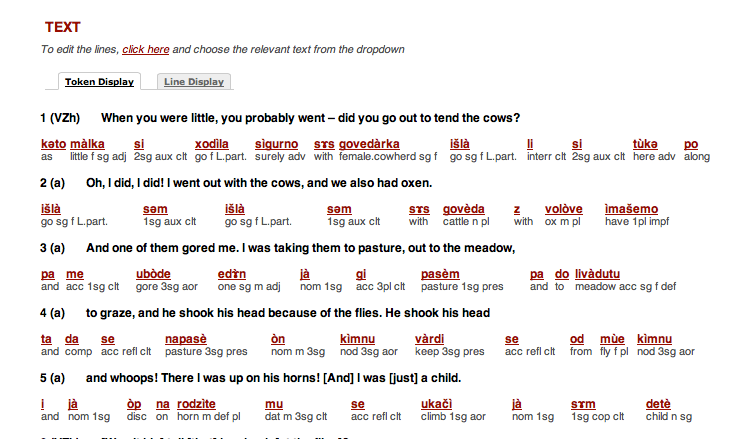 TEXT
To edit the lines, click here and choose the relevant text from the dropdown
Token Display Line Display
1 (VZh) When you were little, you probably went – did you go out to tend the cows?
kəto màlka si xodìla sìgurno sɤs govedàrka išlà li si tùkə po
as little f sg adj 2sg aux clt go f L.part. surely adv with female.cowherd sg f go sg f L.part. interr clt 2sg aux clt here adv along
2 (a) Oh, I did, I did! I went out with the cows, and we also had oxen.
išlà səm išlà səm sɤs govèda z volòve ìmašemo
go sg f L.part. 1sg aux clt go sg f L.part. 1sg aux clt with cattle n pl with ox m pl have 1pl impf
3 (a) And one of them gored me. I was taking them to pasture, out to the meadow,
pa me ubòde edɤ̀n jà gi pasèm pa do livàdutu
and acc 1sg clt gore 3sg aor one sg m adj nom 1sg acc 3pl clt pasture 1sg pres and to meadow acc sg f def
4 (a) to graze, and he shook his head because of the flies. He shook his head
ta da se napasè òn kìmnu vàrdi se od mùe kìmnu
and comp acc refl clt pasture 3sg pres nom m 3sg nod 3sg aor keep 3sg pres acc refl clt from fly f pl nod 3sg aor
5 (a) and whoops! There I was up on his horns! [And] I was [just] a child.
i jà òp na rodzìte mu se ukačì jà sɤm detè
and nom 1sg disc on horn m def pl dat m 3sg clt acc refl clt climb 1sg aor nom 1sg 1sg cop clt child n sg